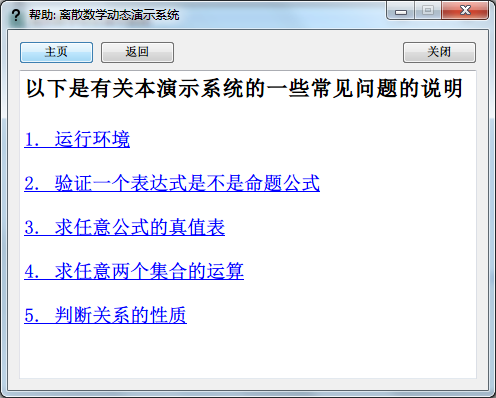 帮助: 离散数学动态演示系统
主页 返回 关闭
以下是有关本演示系统的一些常见问题的说明
1. 运行环境
2. 验证一个表达式是不是命题公式
3. 求任意公式的真值表
4. 求任意两个集合的运算
5. 判断关系的性质